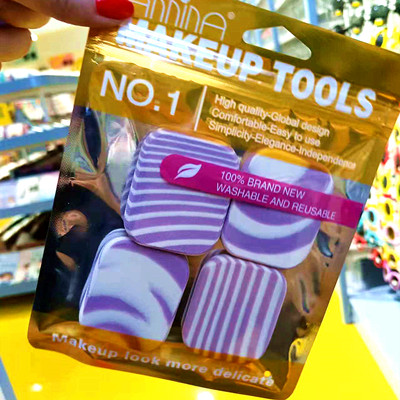 ANNINA®
MAKEUP TOOLS
NO.1
High quality-Global design
Comfortable-Easy to use
Simplicity-Elegance-Independence
100% BRAND NEW
WASHABLE AND REUSABLE
Makeup look more delicate